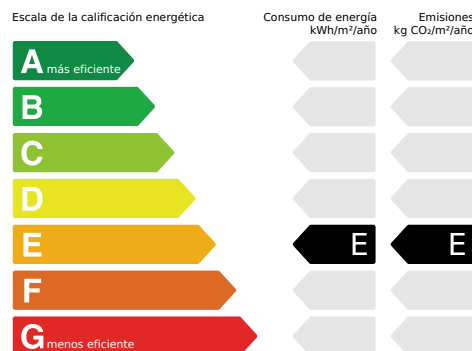 Escala de la calificación energética
Consumo de energía
kWh/m²/año
Emisiones
kg CO₂/m²/año
A más eficiente
B
C
D
E E E
F
G menos eficiente